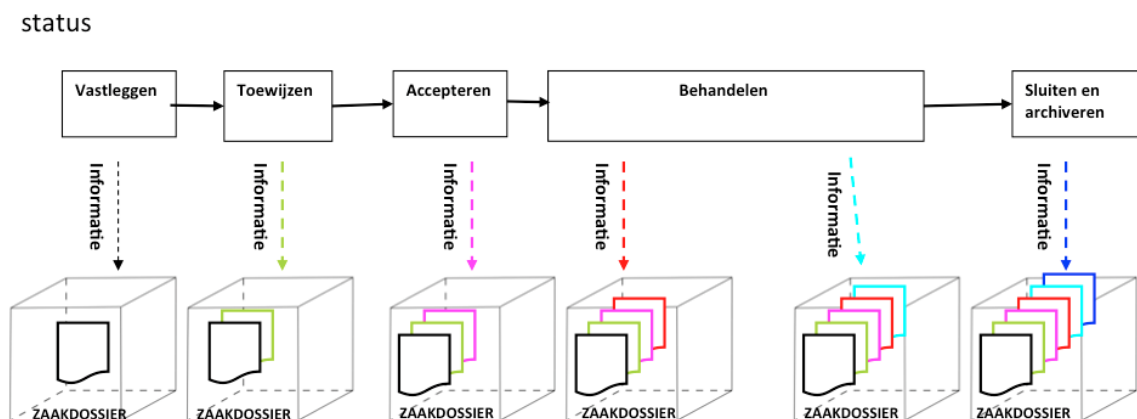 status
Vastleggen
Toewijzen
Accepteren
Behandelen
Sluiten en
archiveren
Informatie
Informatie
Informatie
Informatie
Informatie
Informatie
ZAAKDOSSIER
ZAAKDOSSIER
ZAAKDOSSIER
ZAAKDOSSIER
ZAAKDOSSIER
ZAAKDOSSIER